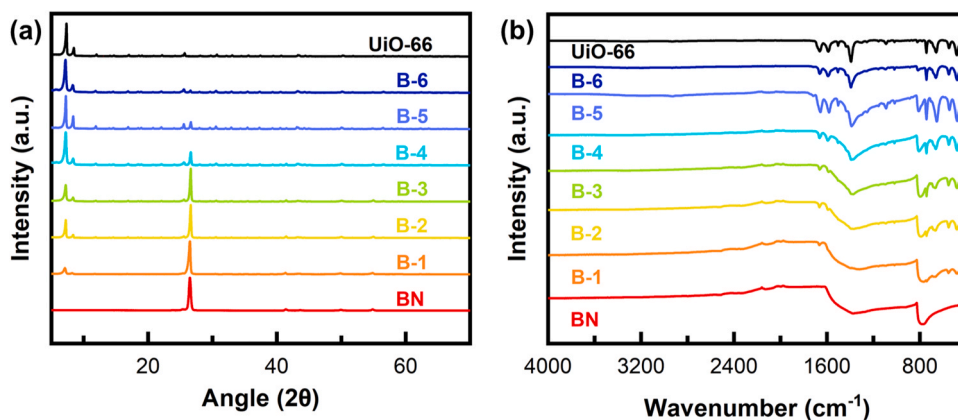 (a)
Intensity (a.u.)
UiO-66
B-6
B-5
B-4
B-3
B-2
B-1
BN
20
40
60
Angle (2θ)
(b)
Intensity (a.u.)
UiO-66
B-6
B-5
B-4
B-3
B-2
B-1
BN
4000
3200
2400
1600
800
Wavenumber (cm⁻¹)